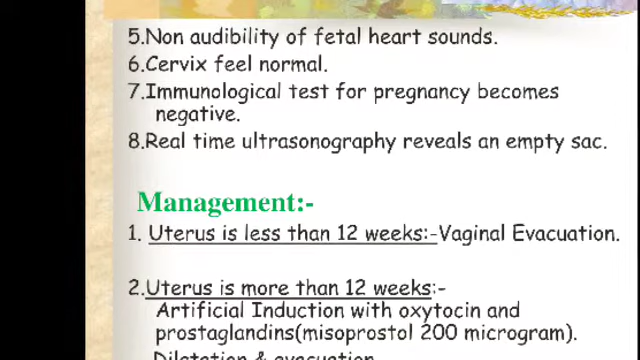 5.Non audibility of fetal heart sounds.
6.Cervix feel normal.
7.Immunological test for pregnancy becomes
negative.
8.Real time ultrasonography reveals an empty sac.
Management:-
1. Uterus is less than 12 weeks:-Vaginal Evacuation.
2.Uterus is more than 12 weeks:-
Artificial Induction with oxytocin and
prostaglandins(misoprostol 200 microgram).
Dilatation & evacuation